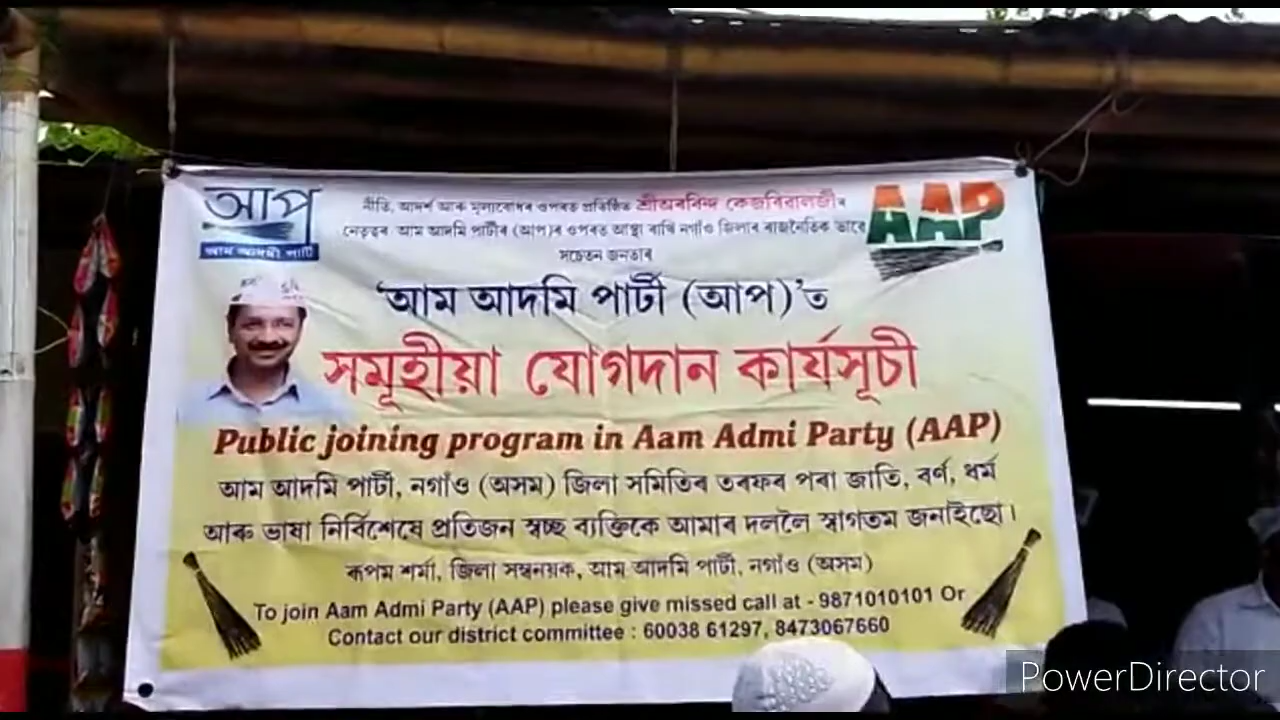 আপ
আম আদমী পাৰ্টি
নীতি, আদৰ্শ আৰু মূল্যবোধৰ ওপৰত প্ৰতিষ্ঠিত শ্ৰীঅৰবিন্দ কেজৰিৱালজীৰ
নেতৃত্বৰ আম আদমি পাৰ্টীৰ (আপ)ৰ ওপৰত আস্থা ৰাখি নগাঁও জিলাৰ ৰাজনৈতিক ভাবে
সচেতন জনতাৰ
AAP
'আম আদমি পাৰ্টী (আপ)'ত
সমূহীয়া যোগদান কাৰ্যসূচী
Public joining program in Aam Admi Party (AAP)
আম আদমি পাৰ্টী, নগাঁও (অসম) জিলা সমিতিৰ তৰফৰ পৰা জাতি, বৰ্ণ, ধৰ্ম
আৰু ভাষা নিৰ্বিশেষে প্ৰতিজন স্বচ্ছ ব্যক্তিকে আমাৰ দললৈ স্বাগতম জনাইছো।
ৰূপম শৰ্মা, জিলা সমন্বয়ক, আম আদমি পাৰ্টী, নগাঁও (অসম)
To join Aam Admi Party (AAP) please give missed call at - 9871010101 Or
Contact our district committee : 60038 61297, 8473067660
PowerDirector